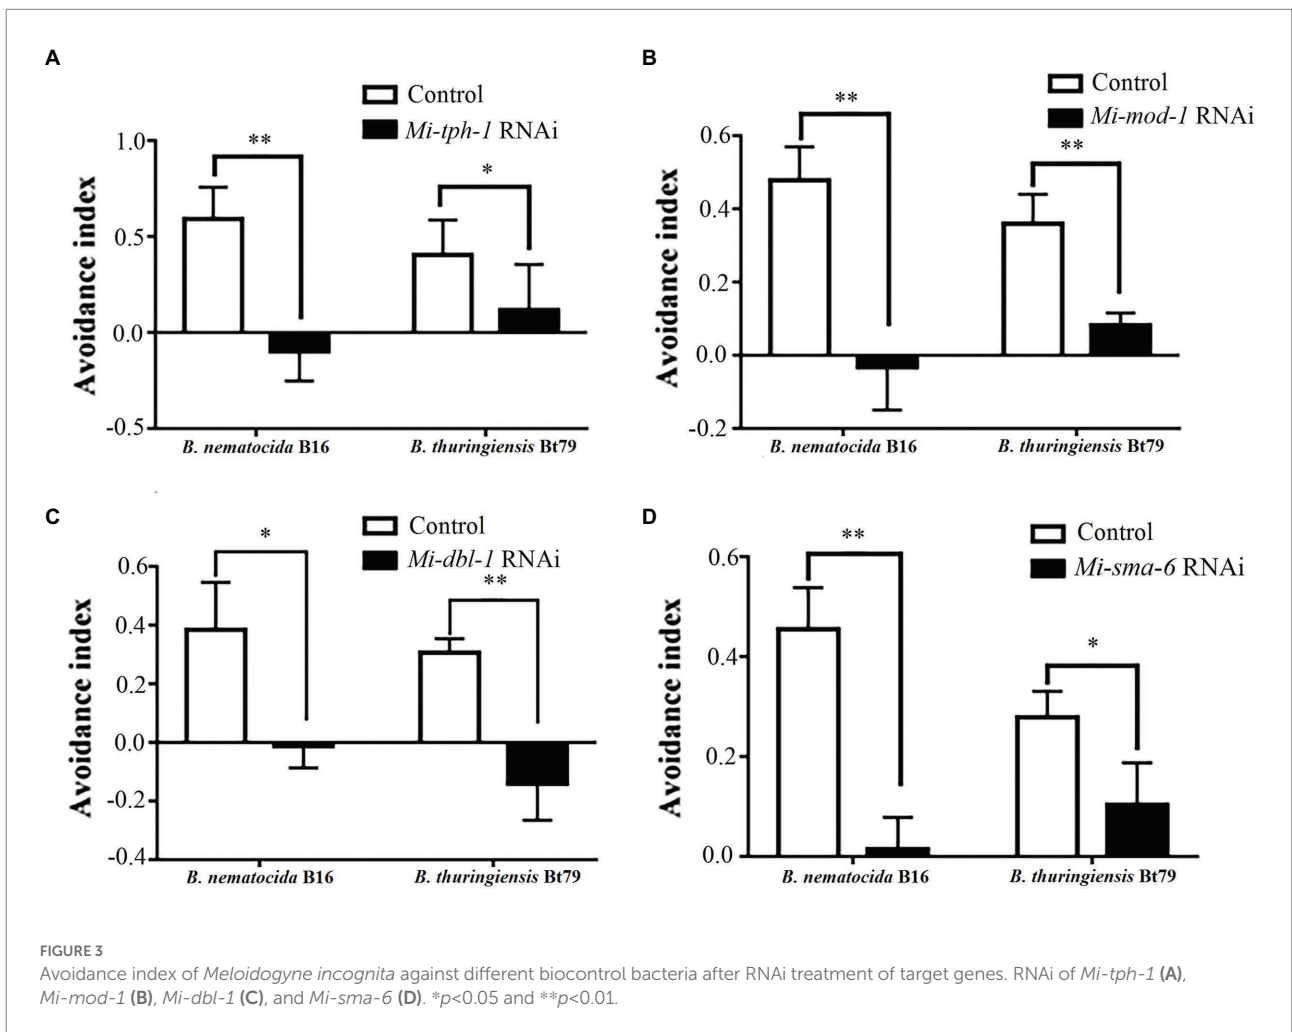 A
Control
Mi-tph-1 RNAi
**
*
1.0
0.5
0.0
-0.5
Avoidance index
B. nematocida B16
B. thuringiensis Bt79
B
Control
Mi-mod-1 RNAi
**
**
0.6
0.4
0.2
0.0
-0.2
Avoidance index
B. nematocida B16
B. thuringiensis Bt79
C
Control
Mi-dbl-1 RNAi
*
**
0.6
0.4
0.2
0.0
-0.2
-0.4
Avoidance index
B. nematocida B16
B. thuringiensis Bt79
D
Control
Mi-sma-6 RNAi
**
*
0.6
0.4
0.2
0.0
Avoidance index
B. nematocida B16
B. thuringiensis Bt79
FIGURE 3
Avoidance index of Meloidogyne incognita against different biocontrol bacteria after RNAi treatment of target genes. RNAi of Mi-tph-1 (A),
Mi-mod-1 (B), Mi-dbl-1 (C), and Mi-sma-6 (D). *p<0.05 and **p<0.01.